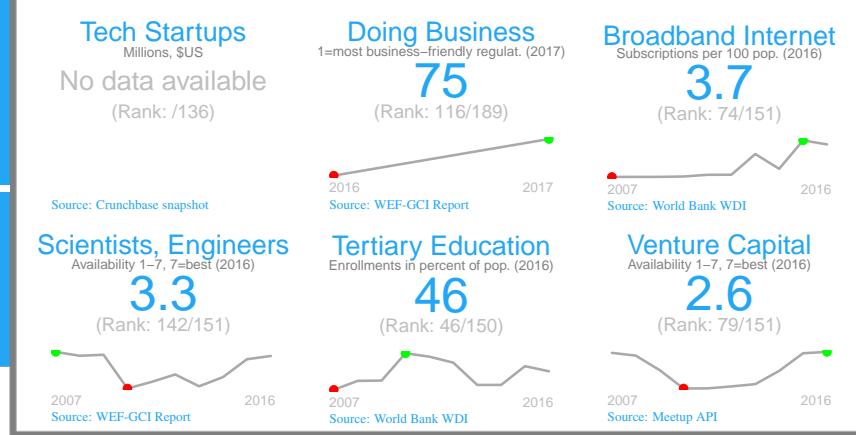 Tech Startups
Millions, $US
No data available
(Rank: /136)
Source: Crunchbase snapshot
Doing Business
1=most business−friendly regulat. (2017)
75
(Rank: 116/189)
2016 2017
Source: WEF-GCI Report
Broadband Internet
Subscriptions per 100 pop. (2016)
3.7
(Rank: 74/151)
2007 2016
Source: World Bank WDI
Scientists, Engineers
Availability 1−7, 7=best (2016)
3.3
(Rank: 142/151)
2007 2016
Source: WEF-GCI Report
Tertiary Education
Enrollments in percent of pop. (2016)
46
(Rank: 46/150)
2007 2016
Source: World Bank WDI
Venture Capital
Availability 1−7, 7=best (2016)
2.6
(Rank: 79/151)
2007 2016
Source: Meetup API